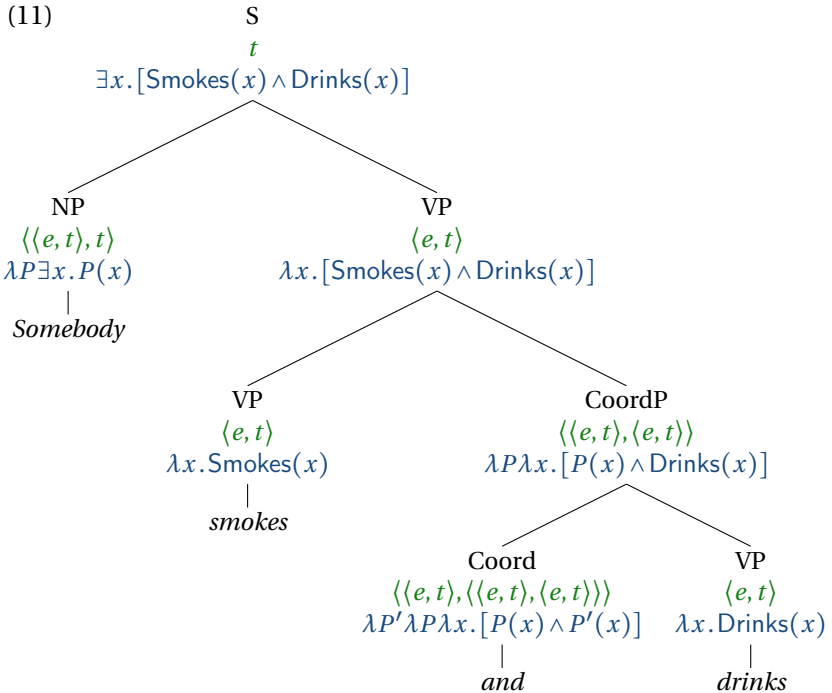 (11) S
t
∃x.[Smokes(x)∧Drinks(x)]
NP VP
⟨⟨e,t⟩,t⟩ ⟨e,t⟩
λP∃x.P(x) λx.[Smokes(x)∧Drinks(x)]
Somebody
VP CoordP
⟨e,t⟩ ⟨⟨e,t⟩,⟨e,t⟩⟩
λx.Smokes(x) λPλx.[P(x)∧Drinks(x)]
smokes
Coord VP
⟨⟨e,t⟩,⟨⟨e,t⟩,⟨e,t⟩⟩⟩ ⟨e,t⟩
λP′λPλx.[P(x)∧P′(x)] λx.Drinks(x)
and drinks